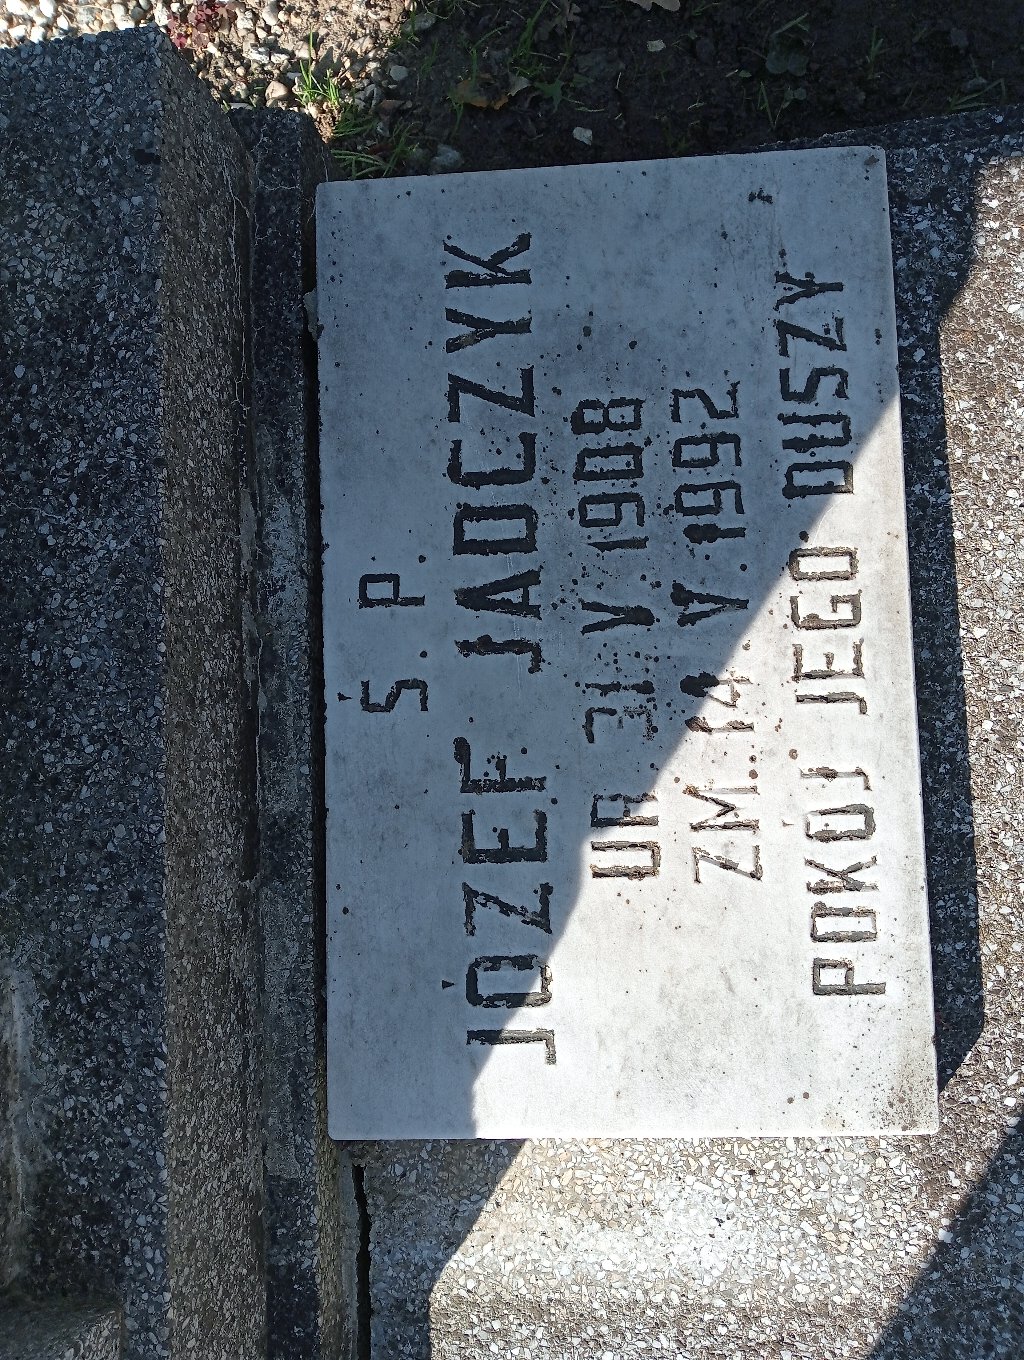 Ś. P
JÓZEF JADCZYK
UR 31 V 1908
ZM. 14 V 1992
POKÓJ JEGO DUSZY